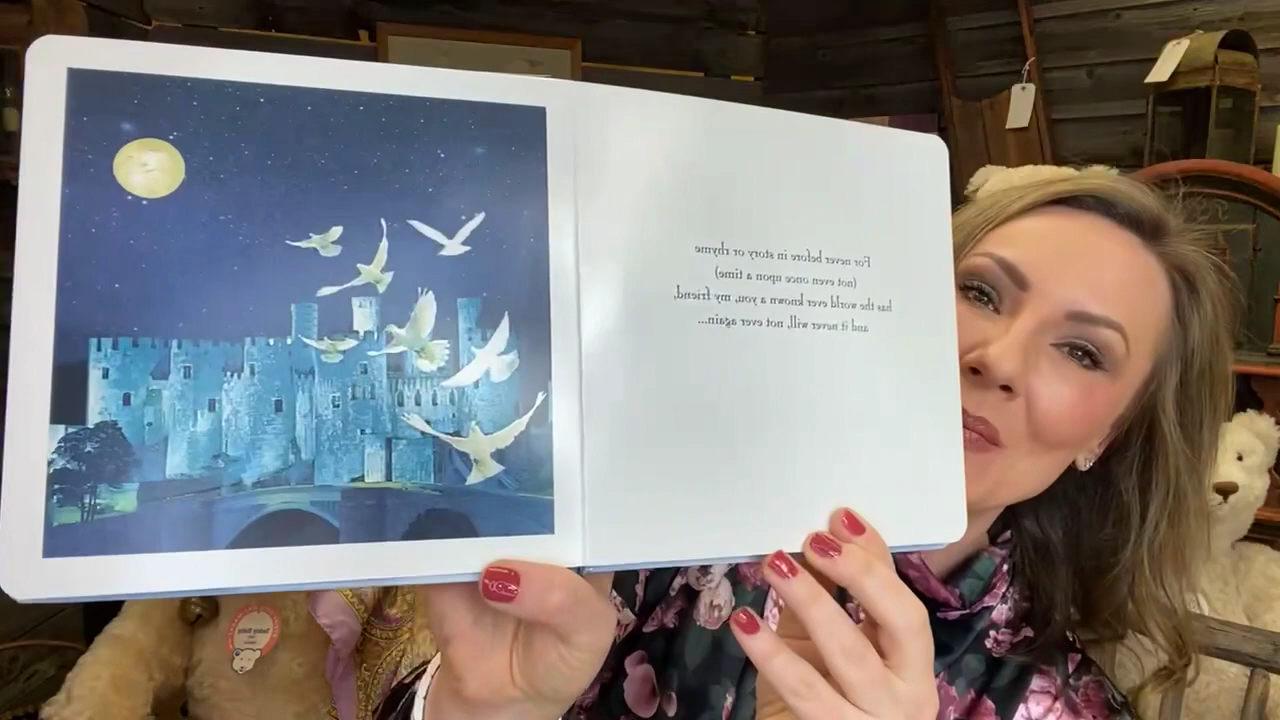 For never before in story or rhyme
(not even once upon a time)
has the world ever known a you, my friend,
and it never will, not ever again...